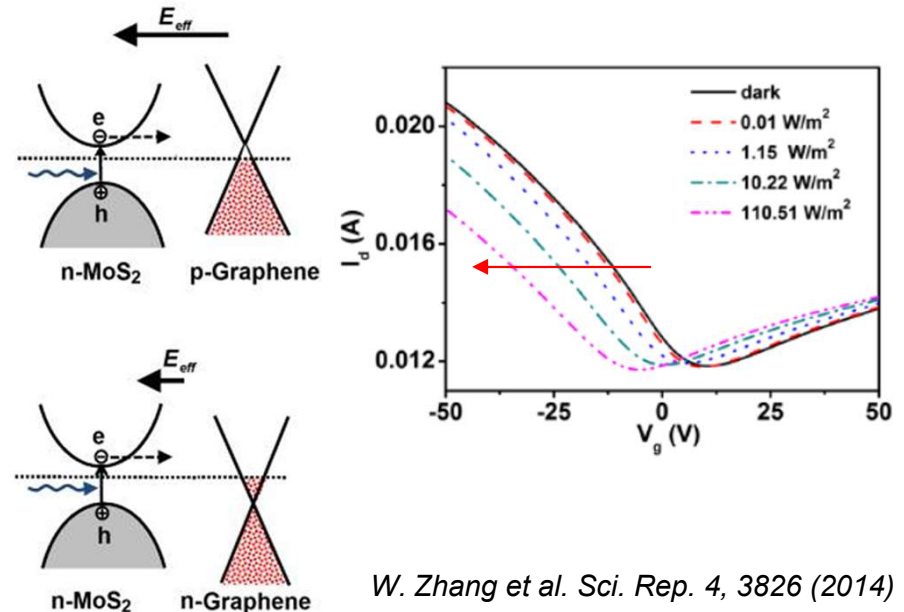 E_eff
e
h
n-MoS₂ p-Graphene
E_eff
e
h
n-MoS₂ n-Graphene
dark
0.01 W/m²
1.15 W/m²
10.22 W/m²
110.51 W/m²
0.020
0.016
0.012
I_d (A)
-50 -25 0 25 50
V_g (V)
W. Zhang et al. Sci. Rep. 4, 3826 (2014)